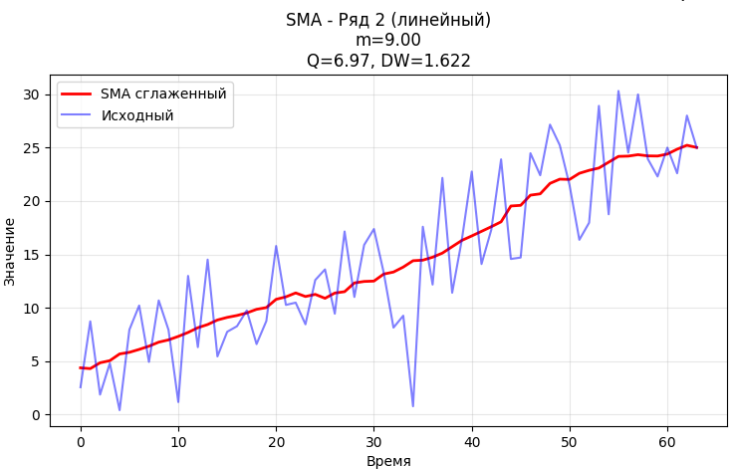 SMA - Ряд 2 (линейный)
m=9.00
Q=6.97, DW=1.622
SMA сглаженный
Исходный
30
25
20
15
10
5
0
Значение
0 10 20 30 40 50 60
Время